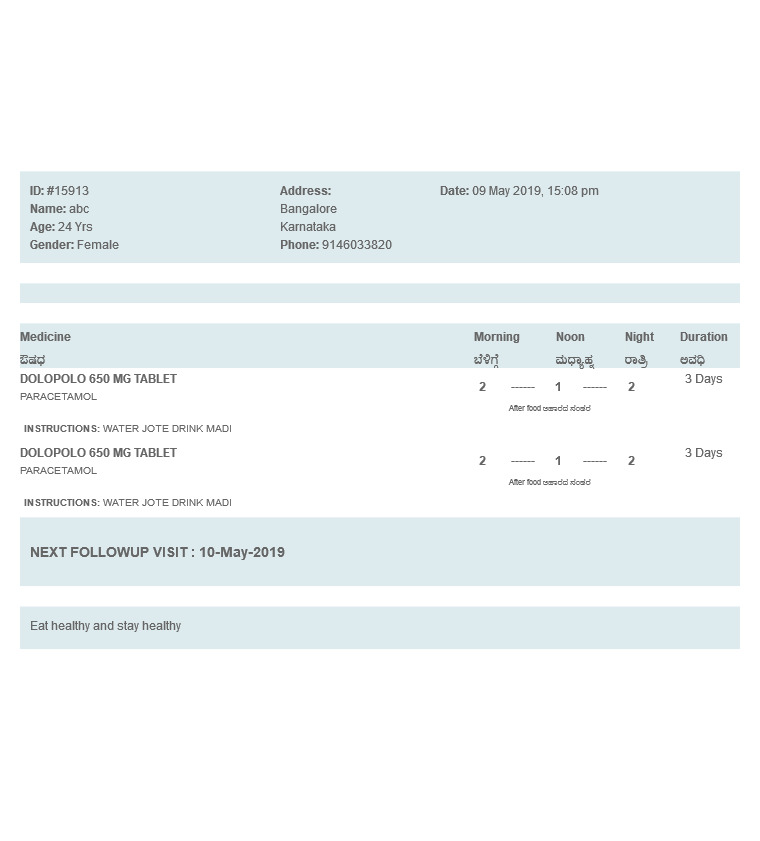 ID: #15913
Name: abc
Age: 24 Yrs
Gender: Female
Address:
Bangalore
Karnataka
Phone: 9146033820
Date: 09 May 2019, 15:08 pm
Medicine Morning Noon Night Duration
ಔಷಧ ಬೆಳಿಗ್ಗೆ ಮಧ್ಯಾಹ್ನ ರಾತ್ರಿ ಅವಧಿ
DOLOPOLO 650 MG TABLET 3 Days
2 ------ 1 ------ 2
PARACETAMOL
After food ಆಹಾರದ ನಂತರ
INSTRUCTIONS: WATER JOTE DRINK MADI
DOLOPOLO 650 MG TABLET 3 Days
2 ------ 1 ------ 2
PARACETAMOL
After food ಆಹಾರದ ನಂತರ
INSTRUCTIONS: WATER JOTE DRINK MADI
NEXT FOLLOWUP VISIT : 10-May-2019
Eat healthy and stay healthy